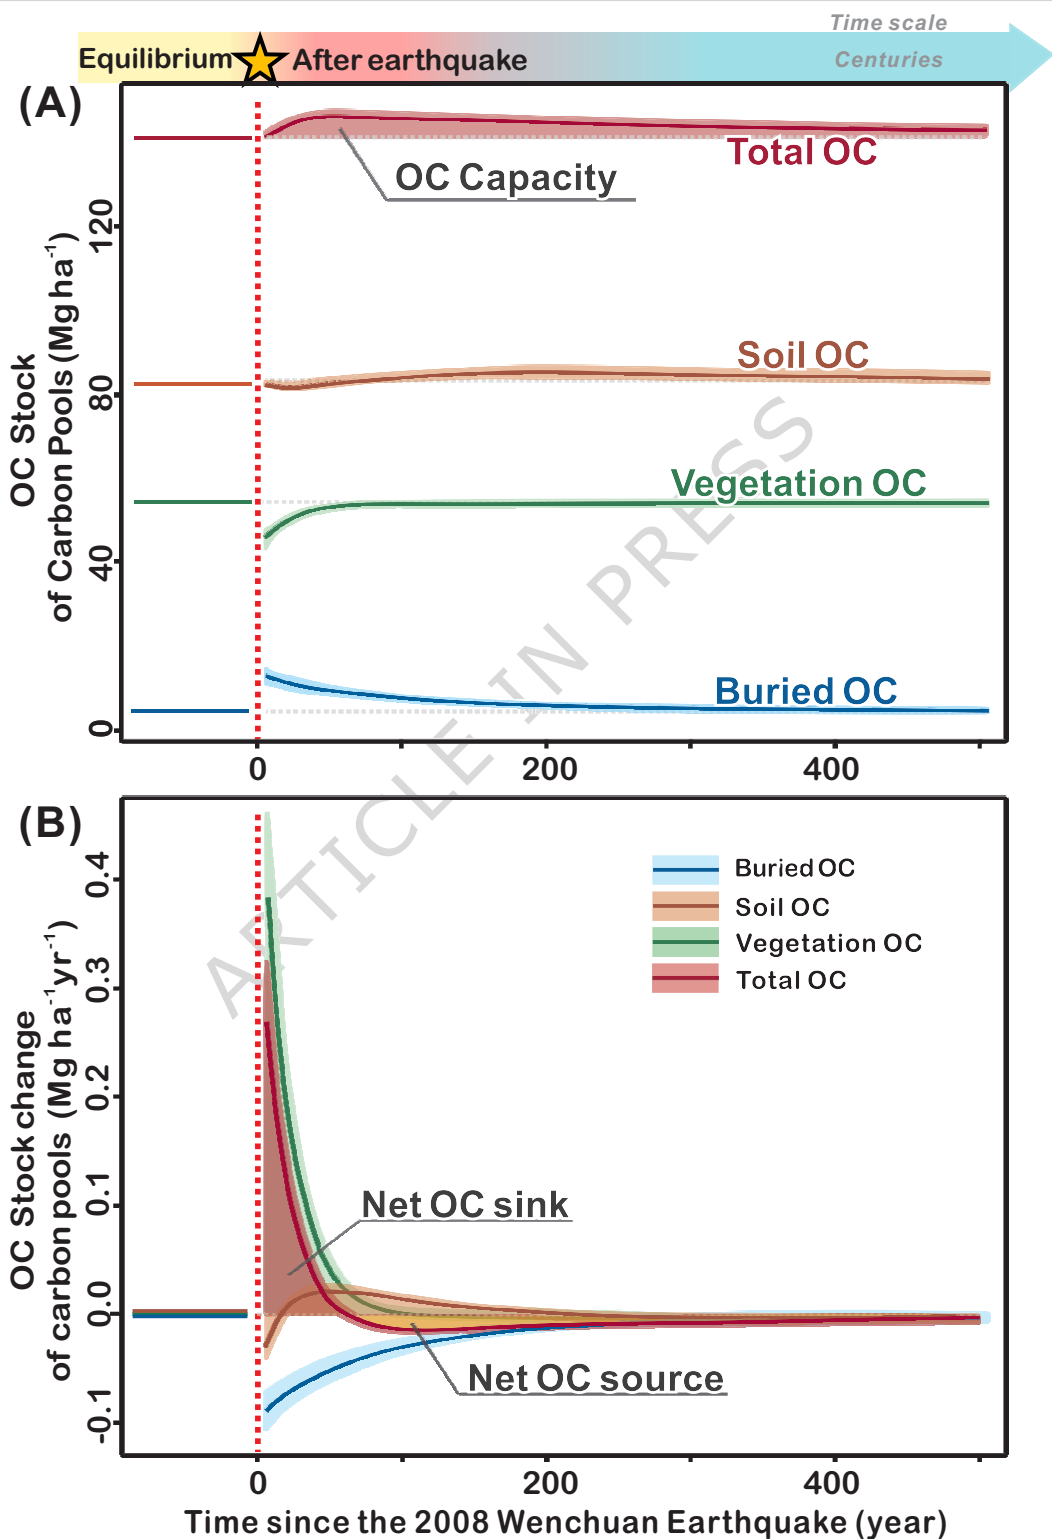 Time scale
Equilibrium
After earthquake
Centuries
(A)
Total OC
OC Capacity
Soil OC
Vegetation OC
Buried OC
OC Stock
of Carbon Pools (Mg ha⁻¹)
120
80
40
0
0
200
400
ARTICLE IN PRESS
(B)
Buried OC
Soil OC
Vegetation OC
Total OC
Net OC sink
Net OC source
OC Stock change
of carbon pools (Mg ha⁻¹yr⁻¹)
0.4
0.3
0.2
0.1
0.0
-0.1
0
200
400
Time since the 2008 Wenchuan Earthquake (year)